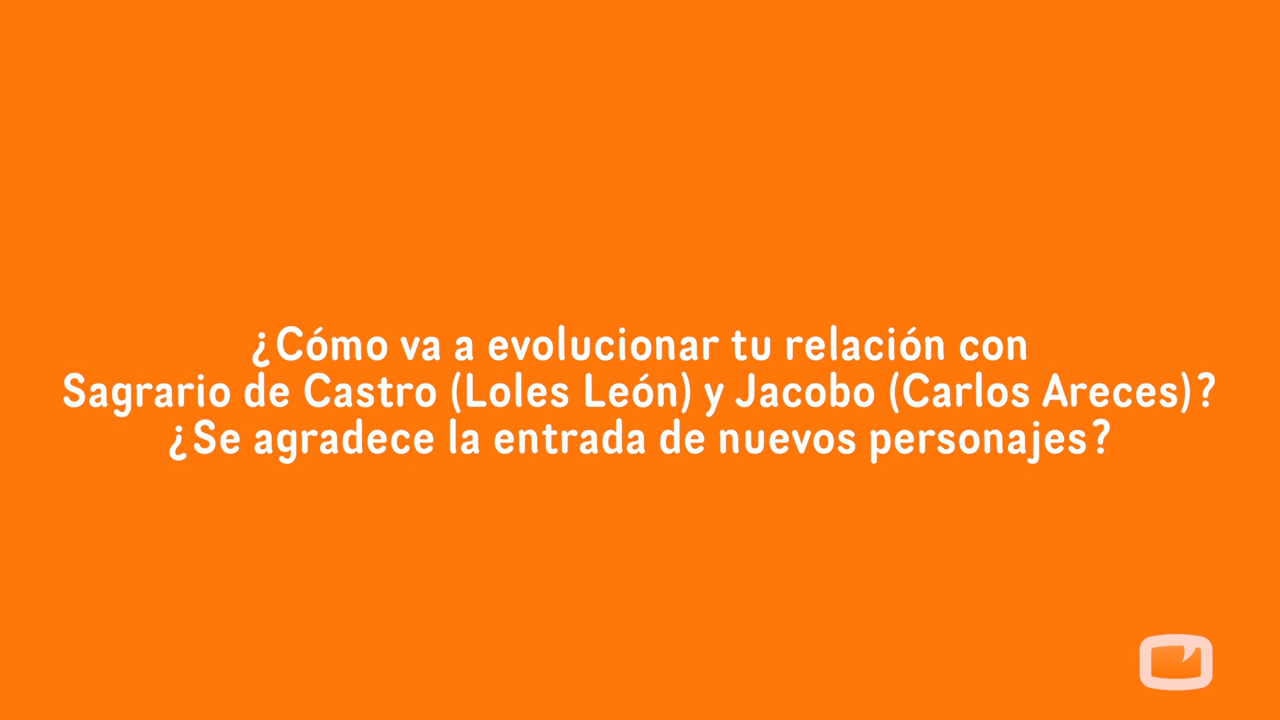 ¿Cómo va a evolucionar tu relación con
Sagrario de Castro (Loles León) y Jacobo (Carlos Areces)?
¿Se agradece la entrada de nuevos personajes?